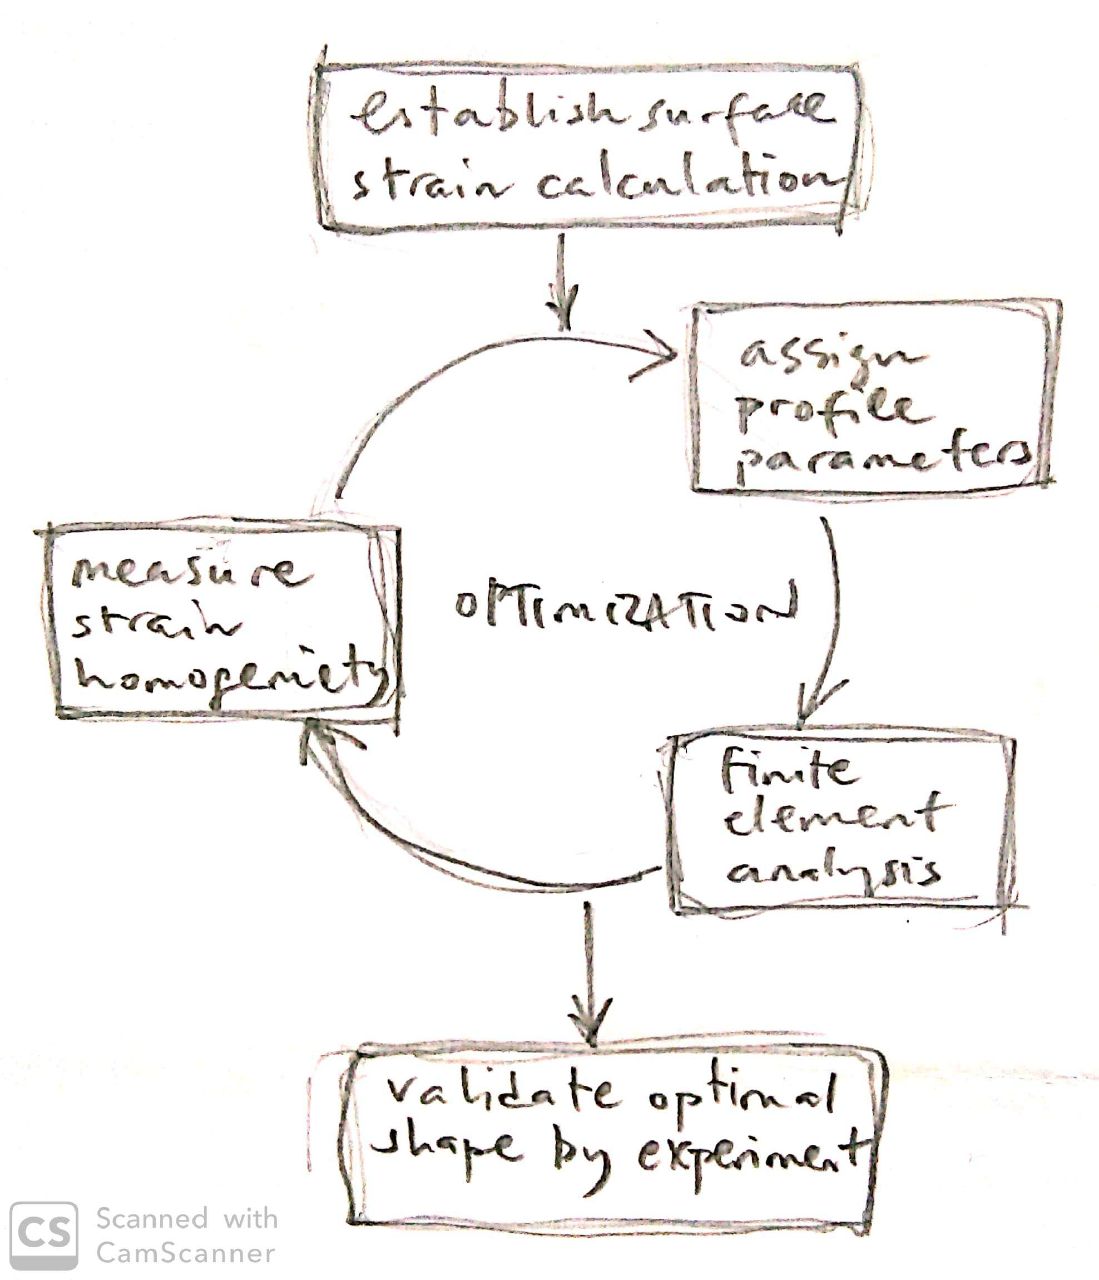 establish surface
strain calculation
assign
profile
parameters
measure
strain
homogeniety
OPTIMIZATION
finite
element
analysis
validate optimal
shape by experiment
CS
Scanned with
CamScanner